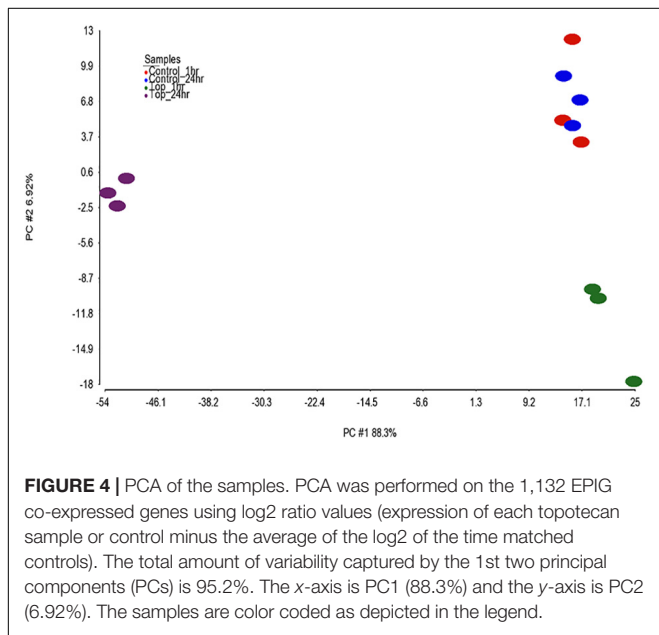 13
9.9
6.8
3.7
0.6
-2.5
-5.6
-8.7
-11.8
-14.9
-18
PC #2 6.92%
Samples
Control_1hr
Control_24hr
Top_1hr
Top_24hr
-54 -46.1 -38.2 -30.3 -22.4 -14.5 -6.6 1.3 9.2 17.1 25
PC #1 88.3%
FIGURE 4 | PCA of the samples. PCA was performed on the 1,132 EPIG
co-expressed genes using log2 ratio values (expression of each topotecan
sample or control minus the average of the log2 of the time matched
controls). The total amount of variability captured by the 1st two principal
components (PCs) is 95.2%. The x-axis is PC1 (88.3%) and the y-axis is PC2
(6.92%). The samples are color coded as depicted in the legend.